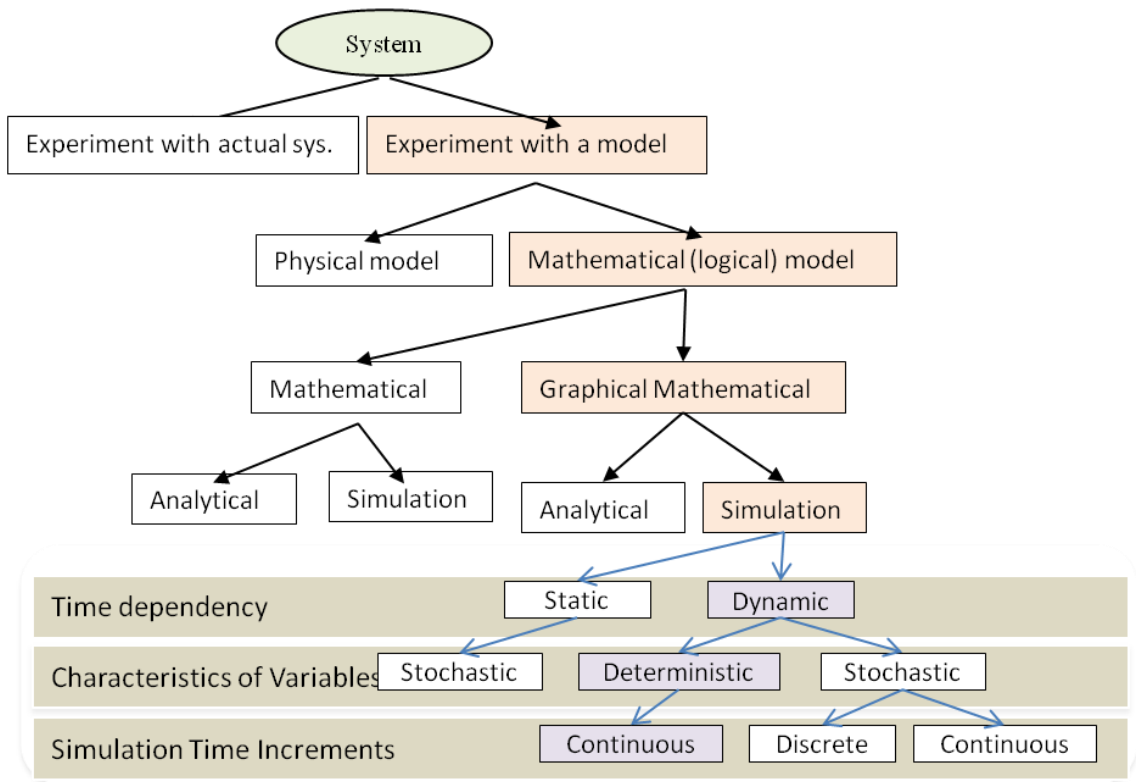 System
Experiment with actual sys.
Experiment with a model
Physical model
Mathematical (logical) model
Mathematical
Graphical Mathematical
Analytical
Simulation
Analytical
Simulation
Time dependency
Static
Dynamic
Characteristics of Variables
Stochastic
Deterministic
Stochastic
Simulation Time Increments
Continuous
Discrete
Continuous